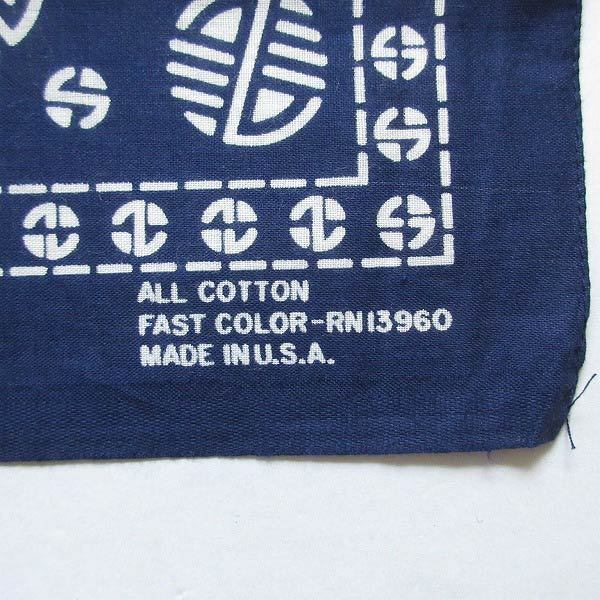 ALL COTTON
FAST COLOR-RN13960
MADE IN U.S.A.